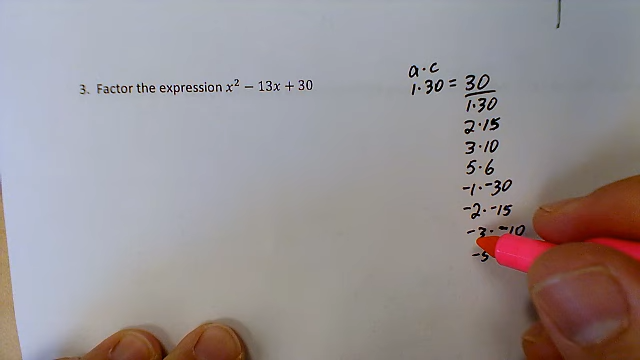 3. Factor the expression x² − 13x + 30
a·c
1·30 = 30
1·30
2·15
3·10
5·6
-1·-30
-2·-15
-3·-10
-5